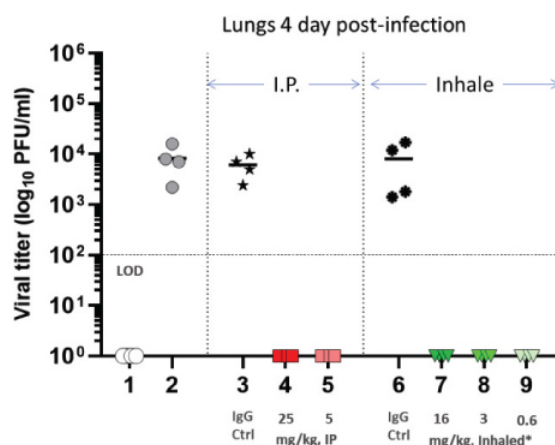 Lungs 4 day post-infection
I.P. Inhale
Viral titer (log₁₀ PFU/ml)
10⁶
10⁵
10⁴
10³
10²
10¹
10⁰
LOD
1 2 3 4 5 6 7 8 9
IgG 25 5 IgG 16 3 0.6
Ctrl mg/kg, IP Ctrl mg/kg, Inhaled*